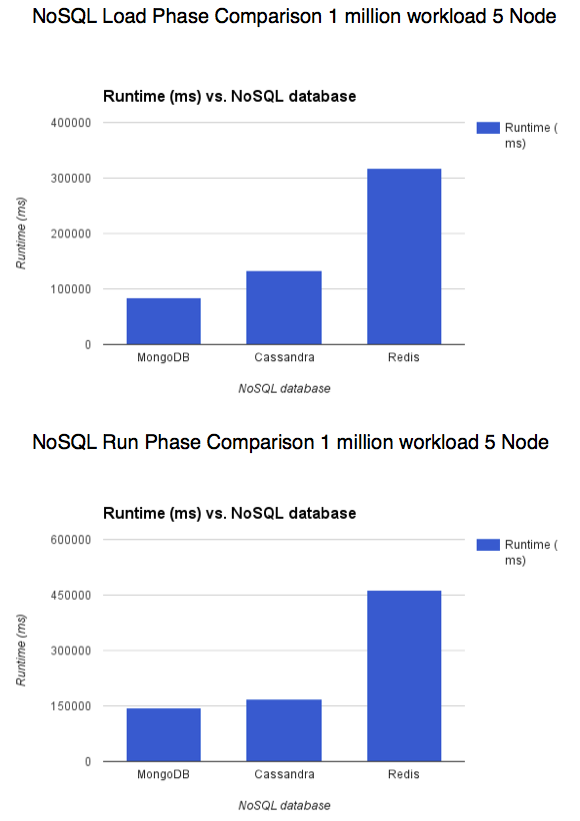 NoSQL Load Phase Comparison 1 million workload 5 Node
Runtime (ms) vs. NoSQL database
400000
300000
200000
100000
0
Runtime (ms)
Runtime (
ms)
MongoDB Cassandra Redis
NoSQL database
NoSQL Run Phase Comparison 1 million workload 5 Node
Runtime (ms) vs. NoSQL database
600000
450000
300000
150000
0
Runtime (ms)
Runtime (
ms)
MongoDB Cassandra Redis
NoSQL database